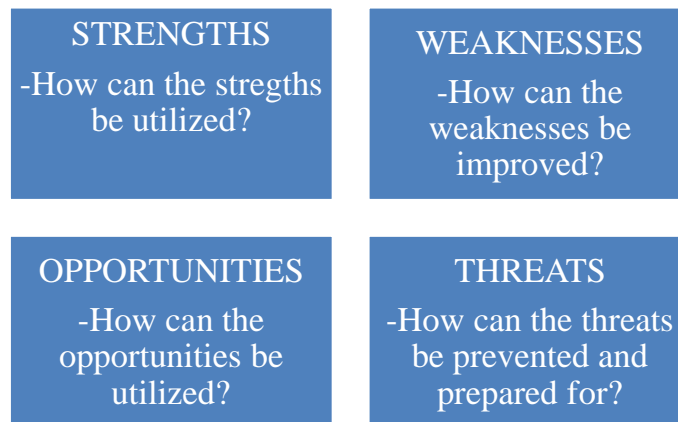 STRENGTHS
-How can the stregths
be utilized?
WEAKNESSES
-How can the
weaknesses be
improved?
OPPORTUNITIES
-How can the
opportunities be
utilized?
THREATS
-How can the threats
be prevented and
prepared for?